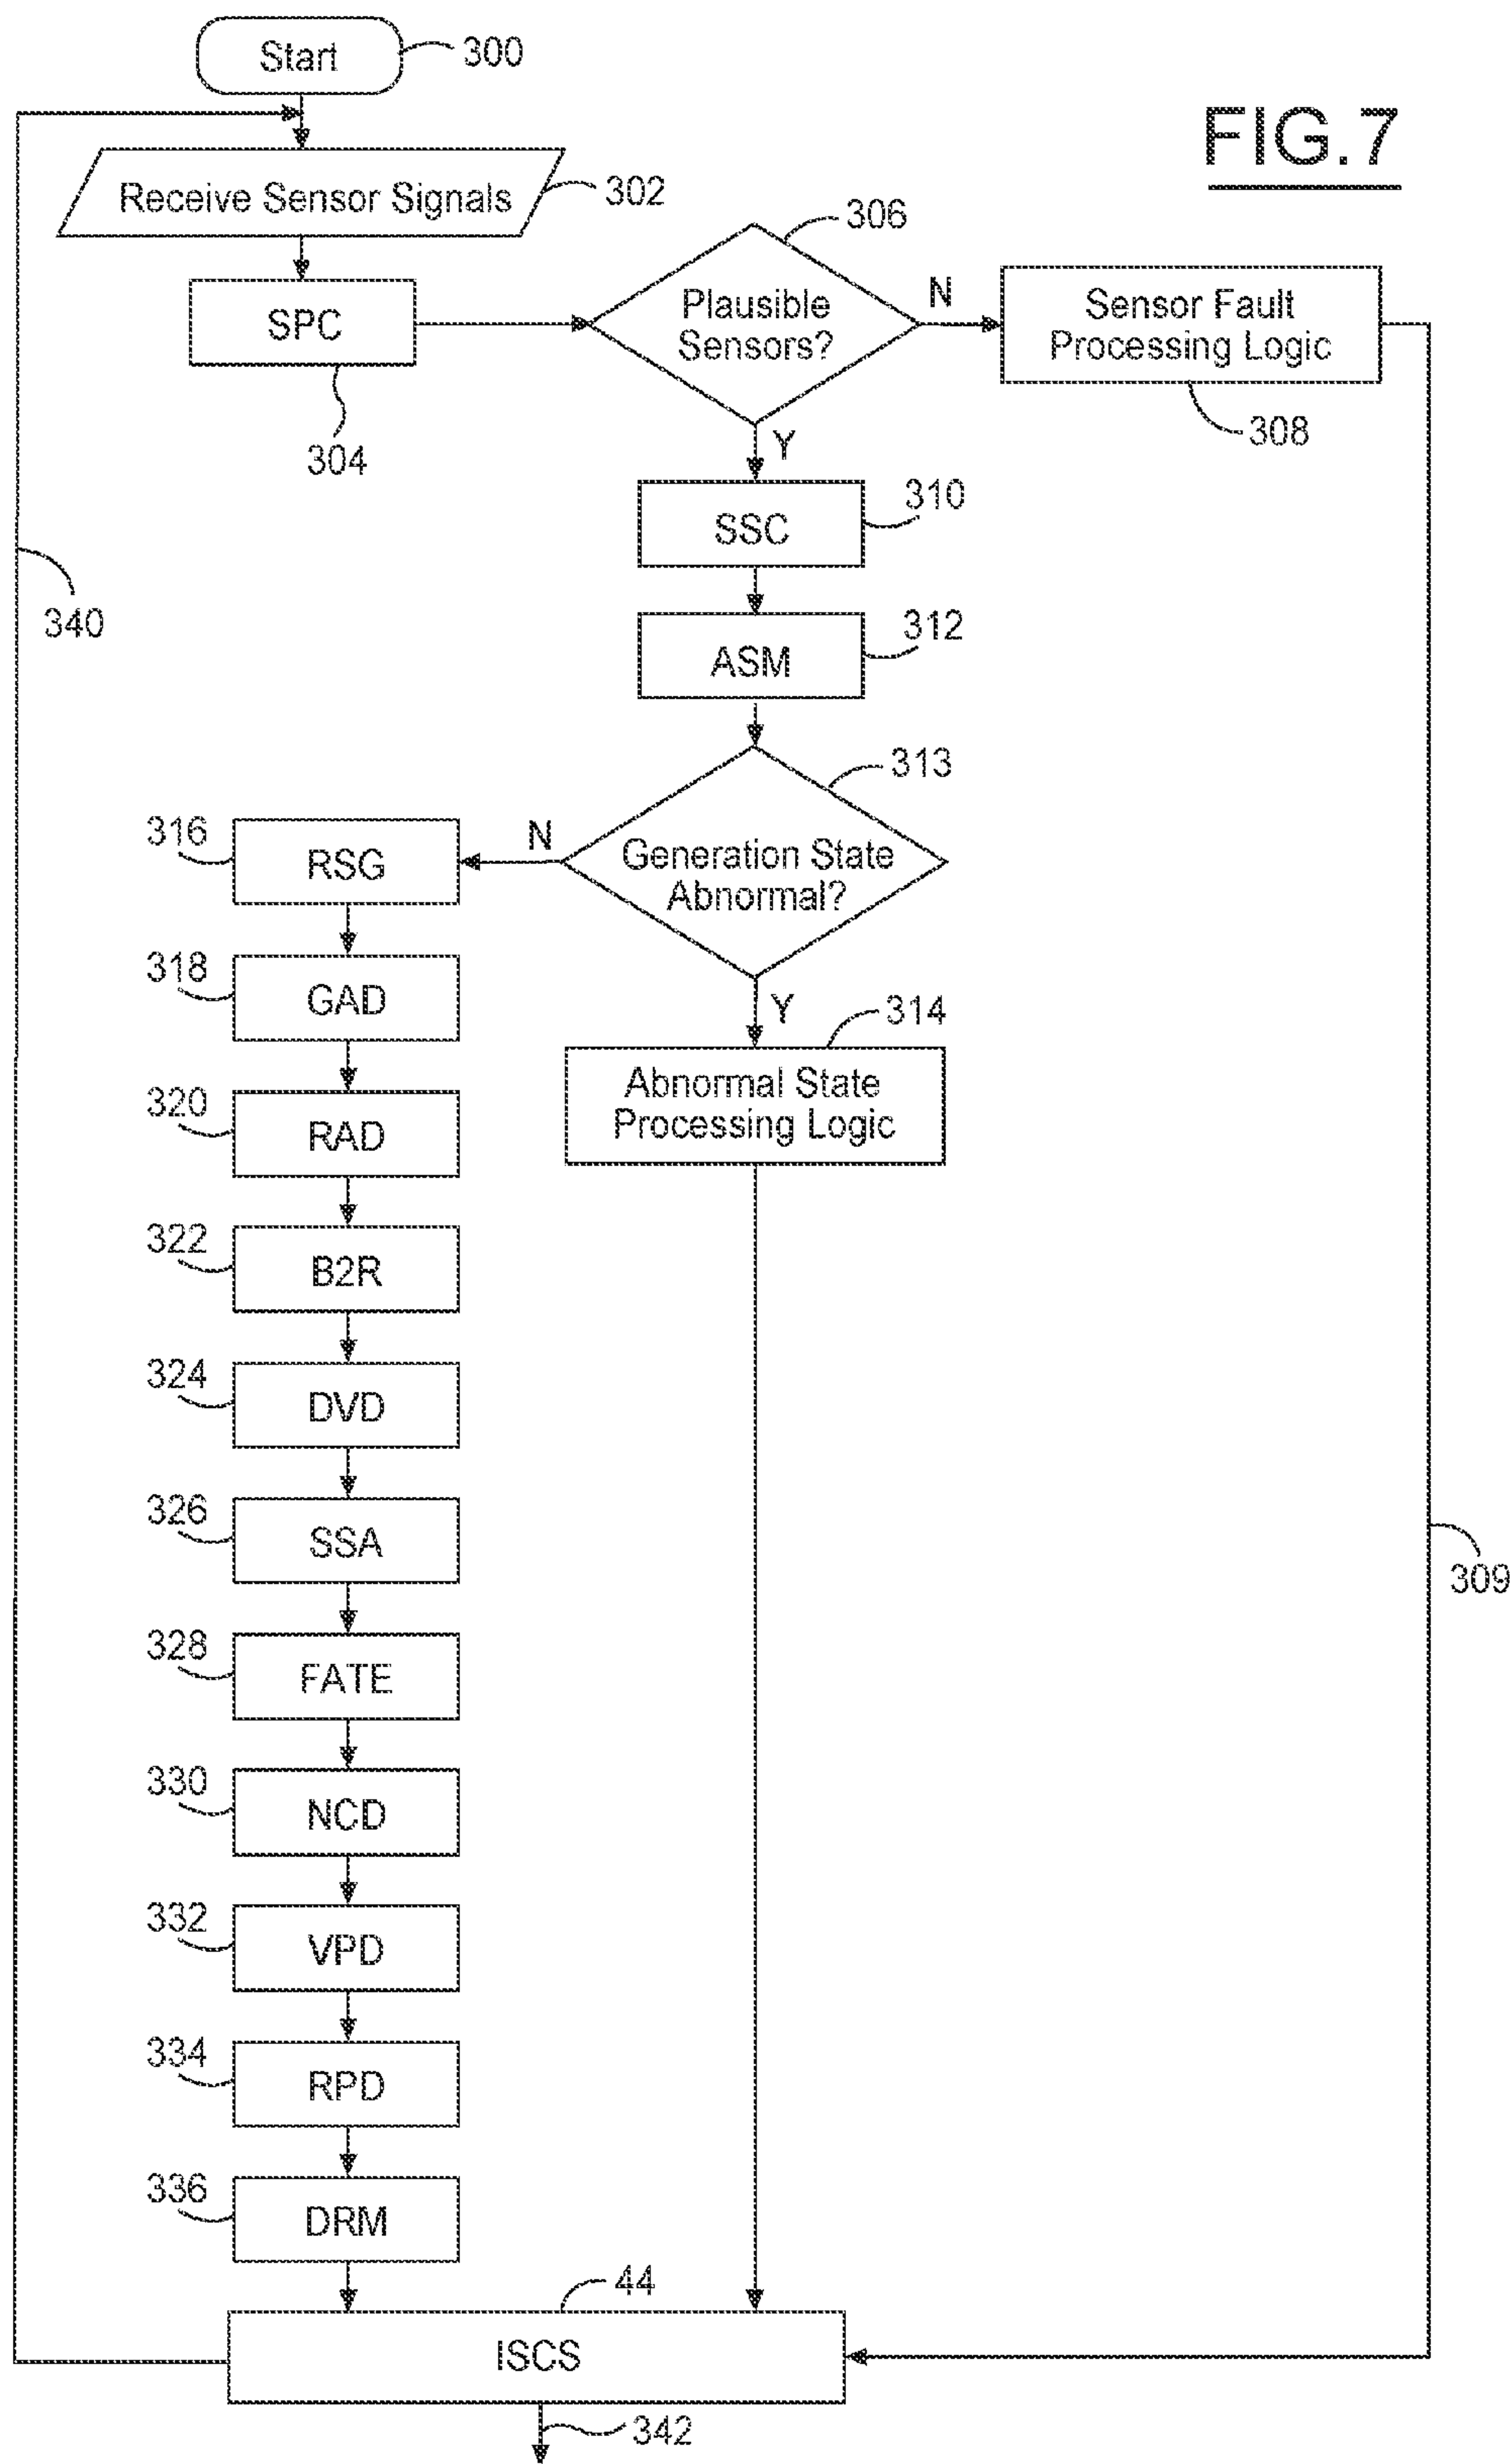 Start
300
FIG.7
Receive Sensor Signals
302
306
Plausible
Sensors?
N
Sensor Fault
Processing Logic
SPC
304
308
Y
SSC
310
340
ASM
312
313
Generation State
Abnormal?
N
316
RSG
318
GAD
Y
314
Abnormal State
Processing Logic
320
RAD
322
B2R
324
DVD
326
SSA
309
328
FATE
330
NCD
332
VPD
334
RPD
336
DRM
44
ISCS
342